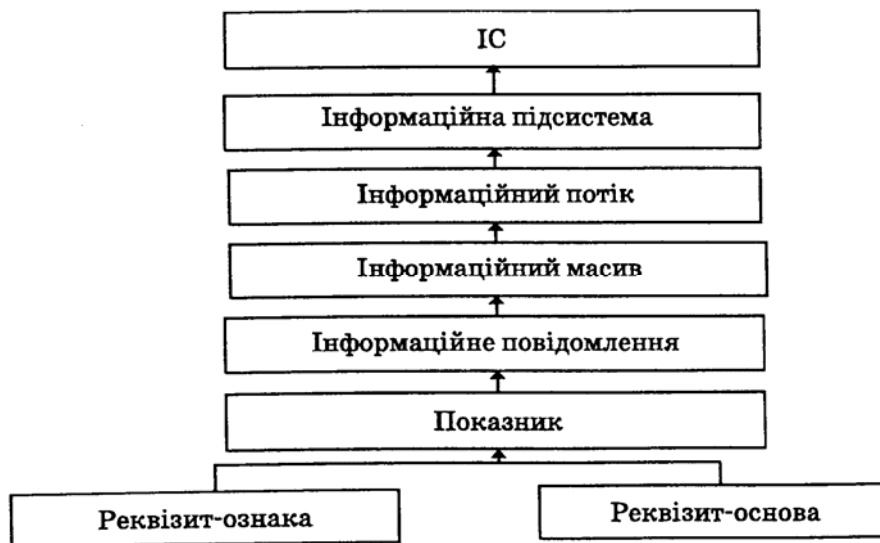 ІС
Інформаційна підсистема
Інформаційний потік
Інформаційний масив
Інформаційне повідомлення
Показник
Реквізит-ознака
Реквізит-основа